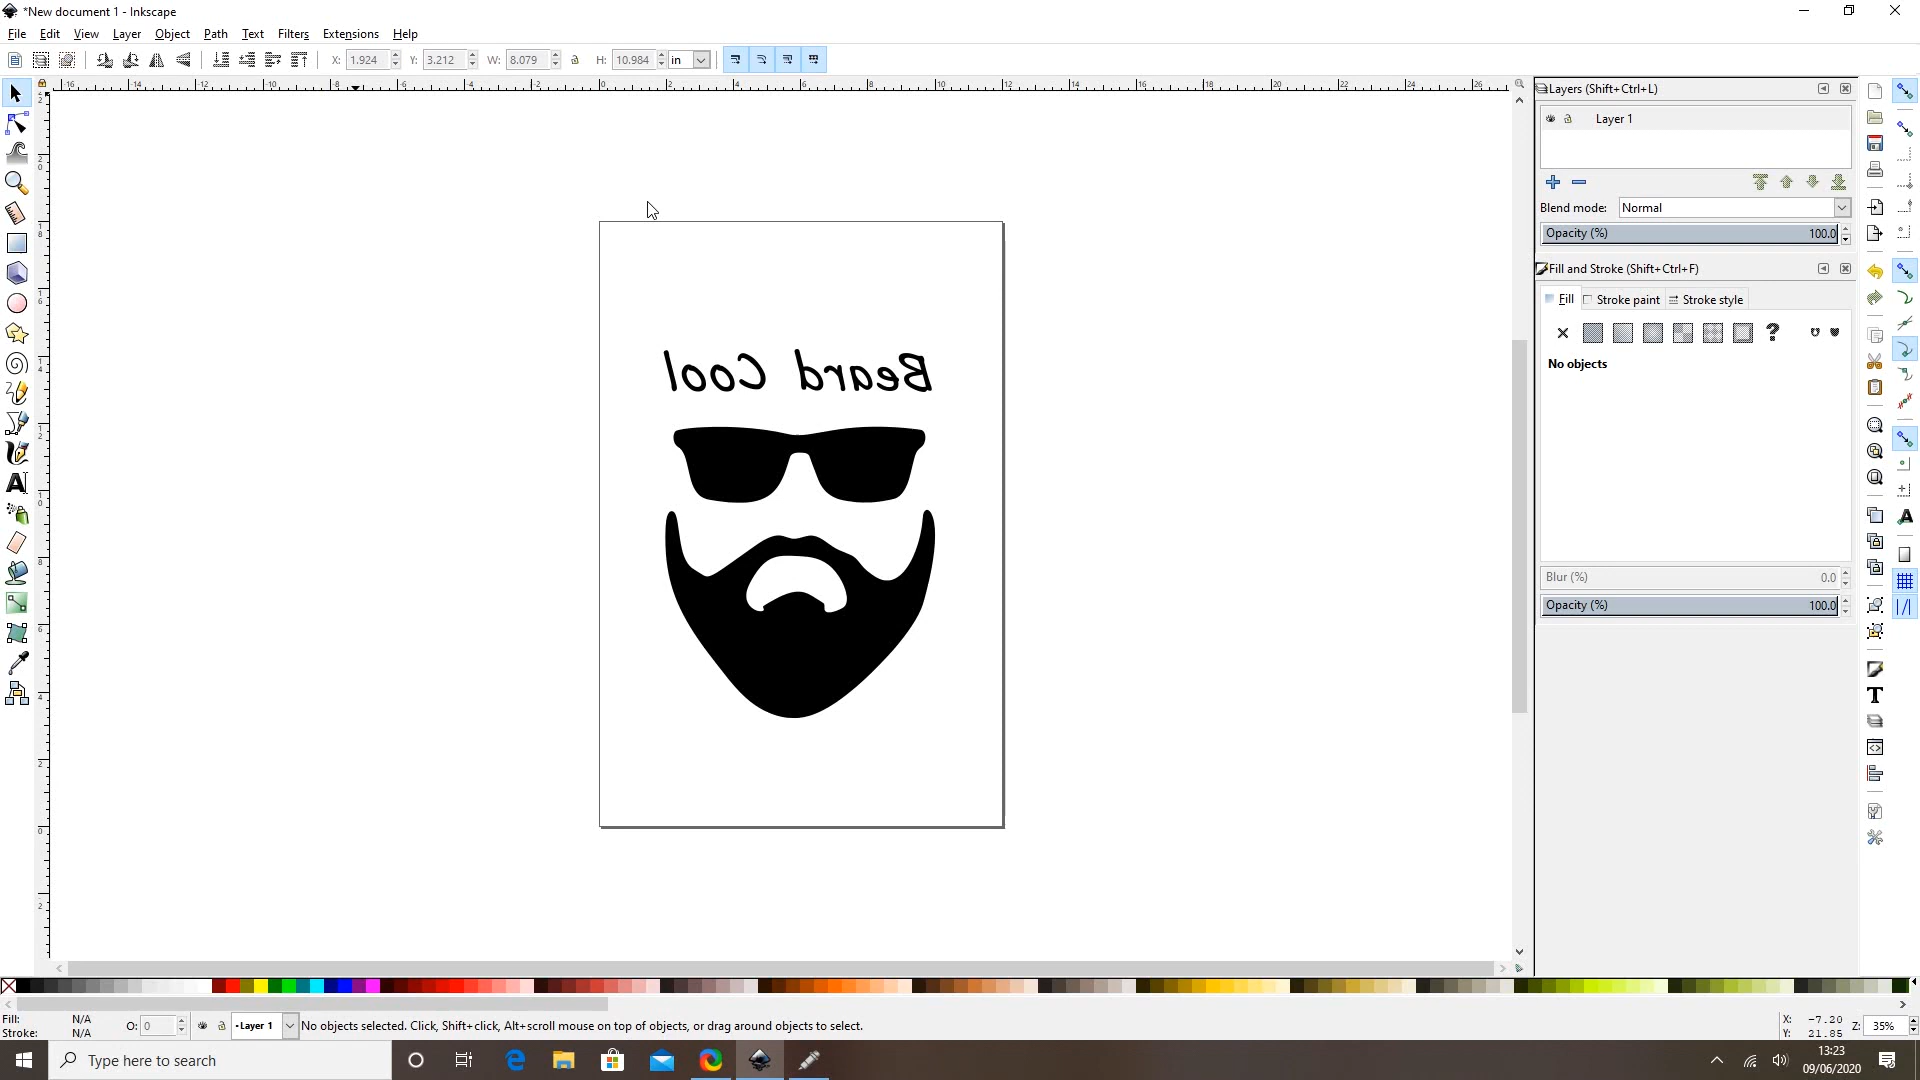 *New document 1 - Inkscape
File Edit View Layer Object Path Text Filters Extensions Help
X: 1.924 Y: 3.212 W: 8.079 H: 10.984 in
Layers (Shift+Ctrl+L)
Layer 1
Blend mode: Normal
Opacity (%) 100.0
Fill and Stroke (Shift+Ctrl+F)
Fill Stroke paint Stroke style
No objects
Blur (%) 0.0
Opacity (%) 100.0
Beard Cool
Fill: N/A
Stroke: N/A
O: 0
Layer 1
No objects selected. Click, Shift+click, Alt+scroll mouse on top of objects, or drag around objects to select.
X: -7.20
Y: 21.85
Z: 35%
Type here to search
13:23
09/06/2020